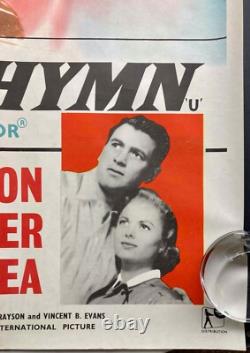 HYMN
'U'
OR®
ON
ER
EA
RAYSON and VINCENT B. EVANS
INTERNATIONAL PICTURE
DISTRIBUTION